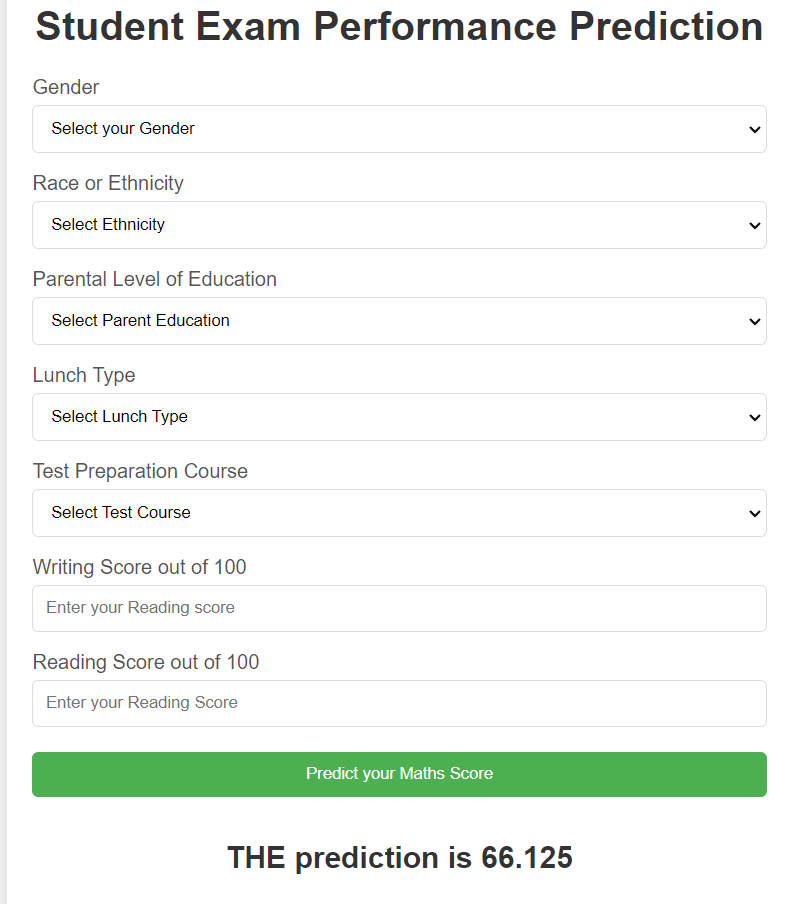 Student Exam Performance Prediction
Gender
Select your Gender
Race or Ethnicity
Select Ethnicity
Parental Level of Education
Select Parent Education
Lunch Type
Select Lunch Type
Test Preparation Course
Select Test Course
Writing Score out of 100
Enter your Reading score
Reading Score out of 100
Enter your Reading Score
Predict your Maths Score
THE prediction is 66.125